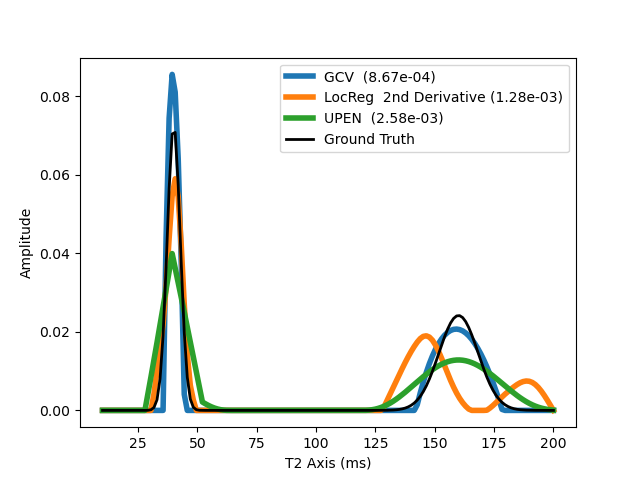 GCV  (8.67e-04)
LocReg  2nd Derivative (1.28e-03)
UPEN  (2.58e-03)
Ground Truth
0.08
0.06
0.04
0.02
0.00
Amplitude
25 50 75 100 125 150 175 200
T2 Axis (ms)